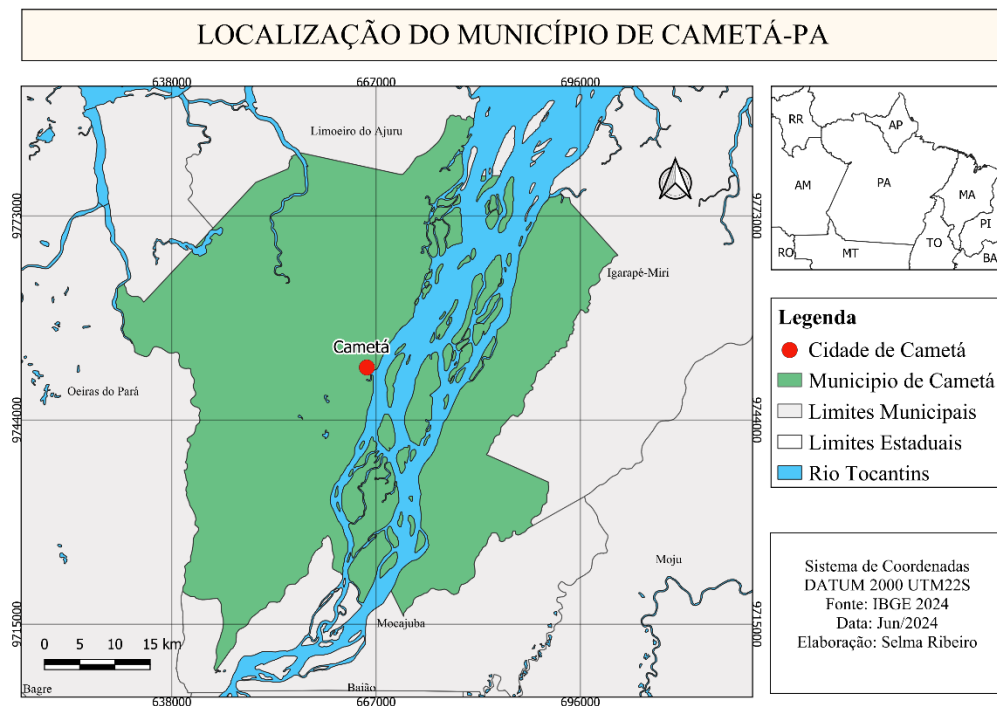 LOCALIZAÇÃO DO MUNICÍPIO DE CAMETÁ-PA
638000 667000 696000
Limoeiro do Ajuru
9773000 9773000
Igarapé-Miri
Cametá
Oeiras do Pará
9744000 9744000
Moju
Mocajuba
9715000 9715000
0 5 10 15 km
Bagre Baião
638000 667000 696000
RR AP
AM PA MA
PI
RO MT TO BA
Legenda
Cidade de Cametá
Municipio de Cametá
Limites Municipais
Limites Estaduais
Rio Tocantins
Sistema de Coordenadas
DATUM 2000 UTM22S
Fonte: IBGE 2024
Data: Jun/2024
Elaboração: Selma Ribeiro